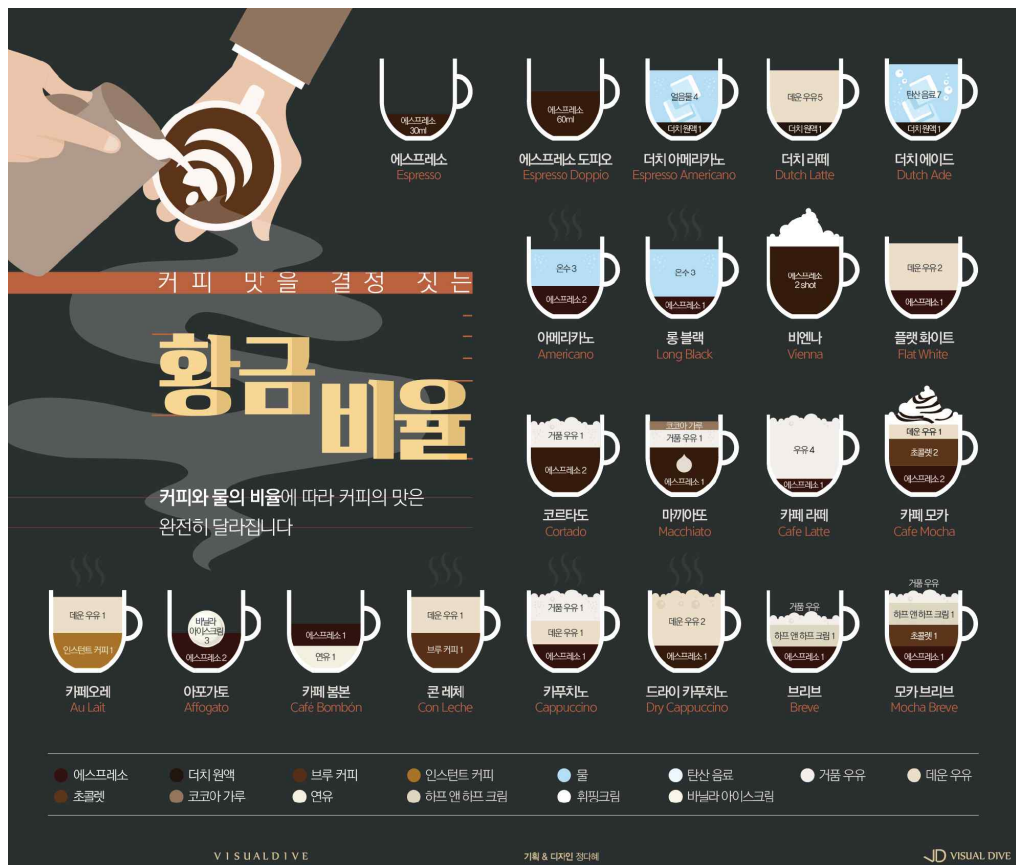 에스프레소
30ml
에스프레소
Espresso
에스프레소
60ml
에스프레소 도피오
Espresso Doppio
얼음물 4
더치 원액 1
더치 아메리카노
Espresso Americano
데운 우유 5
더치 원액 1
더치 라떼
Dutch Latte
탄산 음료 7
더치 원액 1
더치 에이드
Dutch Ade
커피 맛을 결정 짓는
황금
비율
커피와 물의 비율에 따라 커피의 맛은
완전히 달라집니다
온수 3
에스프레소 2
아메리카노
Americano
온수 3
에스프레소 1
롱 블랙
Long Black
에스프레소
2 shot
비엔나
Vienna
데운 우유 2
에스프레소 1
플랫 화이트
Flat White
거품 우유 1
에스프레소 2
코르타도
Cortado
코코아 가루
거품 우유 1
에스프레소 1
마끼아또
Macchiato
우유 4
에스프레소 1
카페 라떼
Cafe Latte
데운 우유 1
초콜렛 2
에스프레소 2
카페 모카
Cafe Mocha
데운 우유 1
인스턴트 커피 1
카페오레
Au Lait
바닐라
아이스크림
3
에스프레소 2
아포가토
Affogato
에스프레소 1
연유 1
카페 봄본
Café Bombón
데운 우유 1
브루 커피 1
콘 레체
Con Leche
거품 우유 1
데운 우유 1
에스프레소 1
카푸치노
Cappuccino
데운 우유 2
에스프레소 1
드라이 카푸치노
Dry Cappuccino
거품 우유
하프 앤 하프 크림 1
에스프레소 1
브리브
Breve
거품 우유
하프 앤 하프 크림 1
초콜렛 1
에스프레소 1
모카 브리브
Mocha Breve
에스프레소 더치 원액 브루 커피 인스턴트 커피 물 탄산 음료 거품 우유 데운 우유
초콜렛 코코아 가루 연유 하프 앤 하프 크림 휘핑크림 바닐라 아이스크림
VISUALDIVE
기획 & 디자인 정다혜
VISUAL DIVE